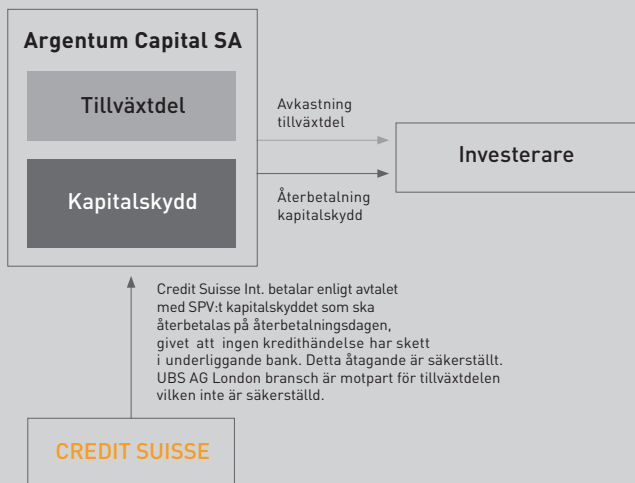 Argentum Capital SA
Tillväxtdel
Kapitalskydd
Avkastning
tillväxtdel
Återbetalning
kapitalskydd
Investerare
Credit Suisse Int. betalar enligt avtalet
med SPV:t kapitalskyddet som ska
återbetalas på återbetalningsdagen,
givet att ingen kredithändelse har skett
i underliggande bank. Detta åtagande är säkerställt.
UBS AG London bransch är motpart för tillväxtdelen
vilken inte är säkerställd.
CREDIT SUISSE